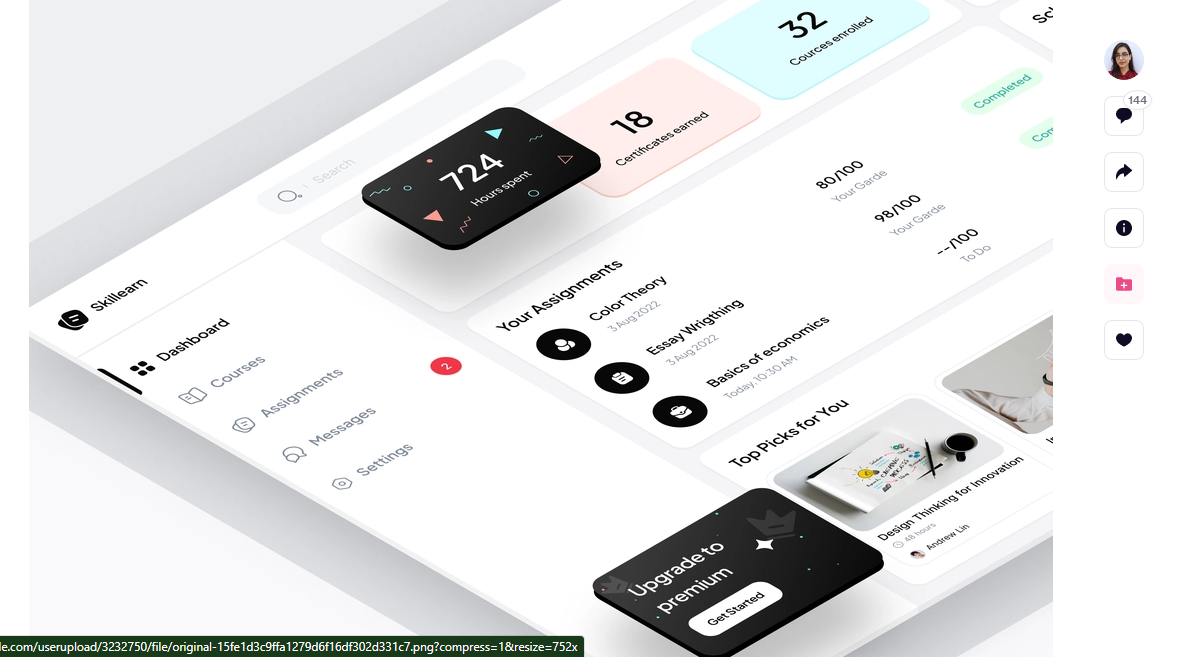 32
Cources enrolled
18
Certificates earned
724
Hours spent
Search
Completed
144
80/100
Your Garde
98/100
Your Garde
--/100
To Do
Skillearn
Dashboard
Courses
Assignments
2
Messages
Settings
Your Assignments
Color Theory
3 Aug 2022
Essay Wrigthing
3 Aug 2022
Basics of economics
Today, 10:30 AM
Top Picks for You
Design Thinking for Innovation
48 hours
Andrew Lin
Upgrade to
premium
Get Started
le.com/userupload/3232750/file/original-15fe1d3c9ffa1279d6f16df302d331c7.png?compress=1&resize=752x